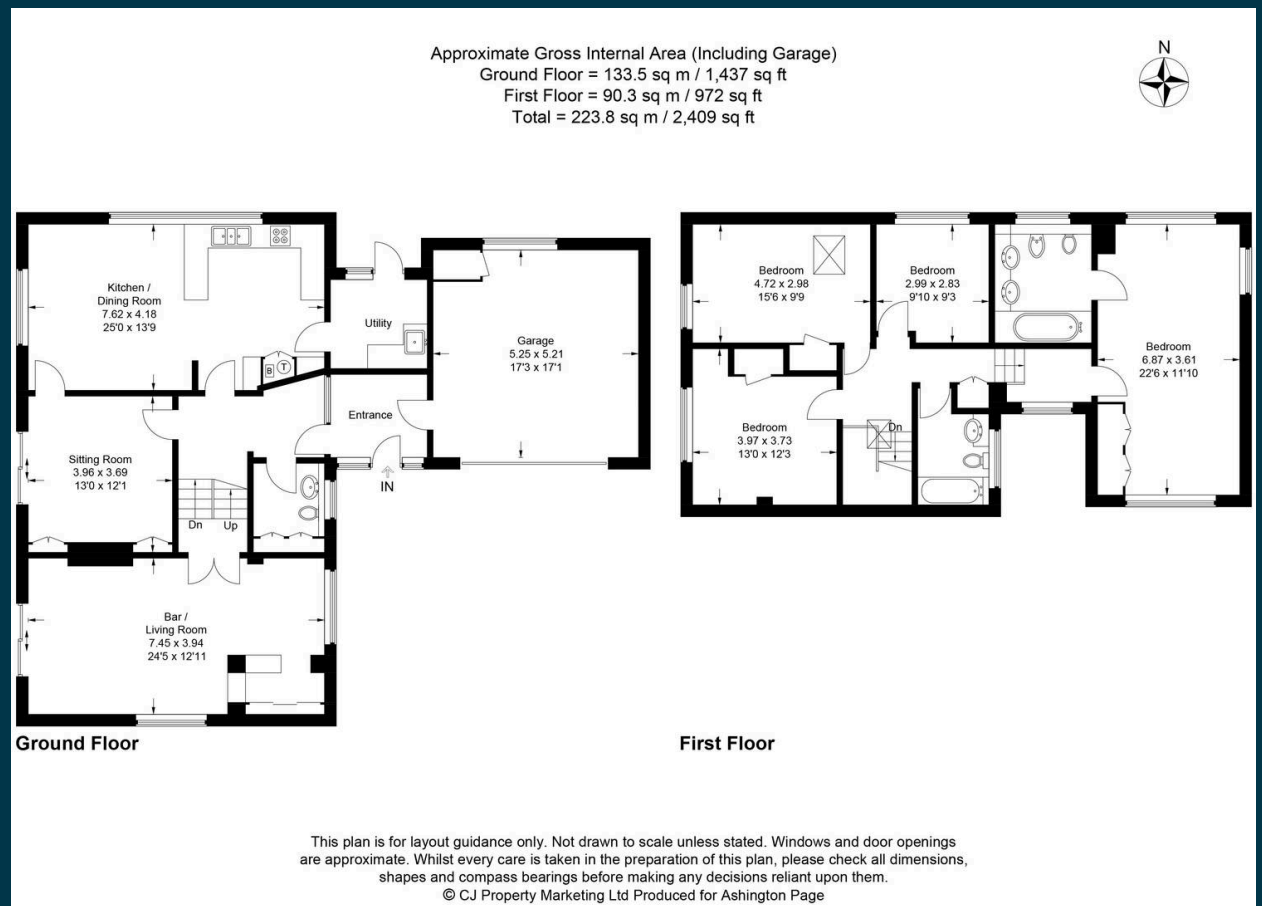 Approximate Gross Internal Area (Including Garage)
Ground Floor = 133.5 sq m / 1,437 sq ft
First Floor = 90.3 sq m / 972 sq ft
Total = 223.8 sq m / 2,409 sq ft
N
Kitchen /
Dining Room
7.62 x 4.18
25'0 x 13'9
B
T
Utility
Garage
5.25 x 5.21
17'3 x 17'1
Entrance
IN
Sitting Room
3.96 x 3.69
13'0 x 12'1
Dn
Up
Bar /
Living Room
7.45 x 3.94
24'5 x 12'11
Ground Floor
Bedroom
4.72 x 2.98
15'6 x 9'9
Bedroom
2.99 x 2.83
9'10 x 9'3
Bedroom
6.87 x 3.61
22'6 x 11'10
Bedroom
3.97 x 3.73
13'0 x 12'3
Dn
First Floor
This plan is for layout guidance only. Not drawn to scale unless stated. Windows and door openings
are approximate. Whilst every care is taken in the preparation of this plan, please check all dimensions,
shapes and compass bearings before making any decisions reliant upon them.
© CJ Property Marketing Ltd Produced for Ashington Page